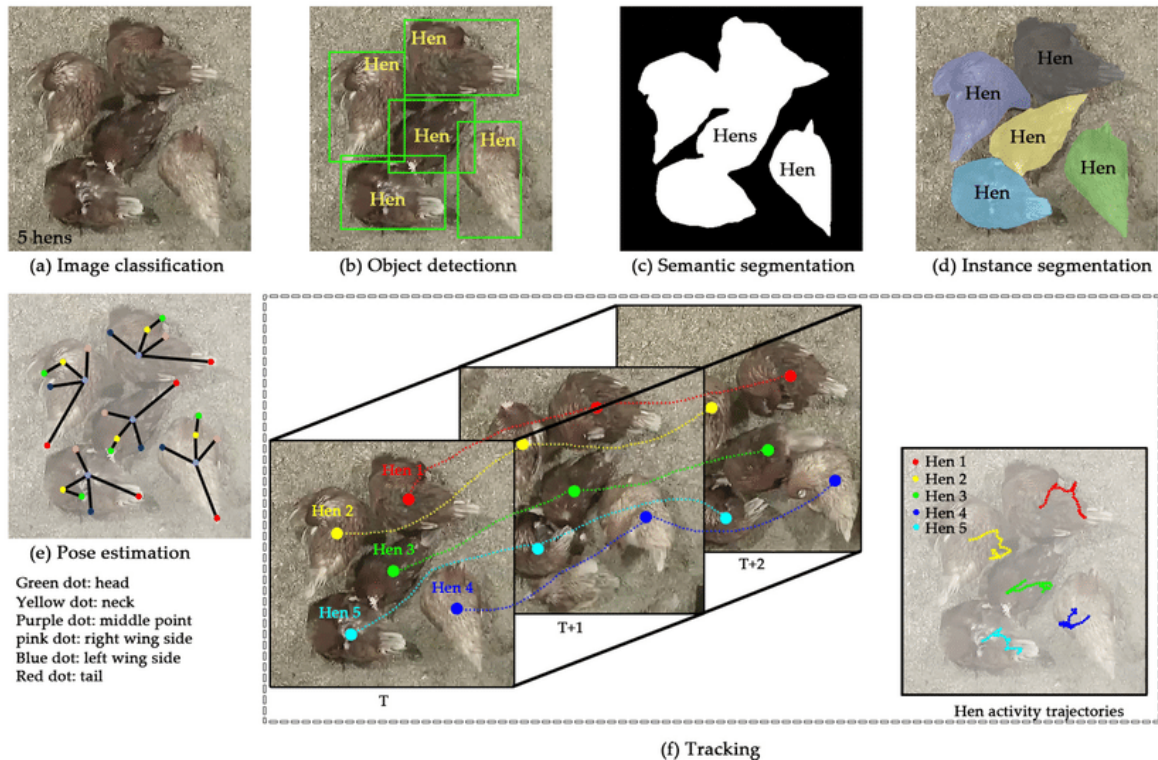 5 hens
(a) Image classification
Hen
Hen
Hen
Hen
Hen
(b) Object detectionn
Hens
Hen
(c) Semantic segmentation
Hen
Hen
Hen
Hen
Hen
(d) Instance segmentation
(e) Pose estimation
Green dot: head
Yellow dot: neck
Purple dot: middle point
pink dot: right wing side
Blue dot: left wing side
Red dot: tail
Hen 1
Hen 2
Hen 3
Hen 4
Hen 5
T
T+1
T+2
Hen 1
Hen 2
Hen 3
Hen 4
Hen 5
Hen activity trajectories
(f) Tracking